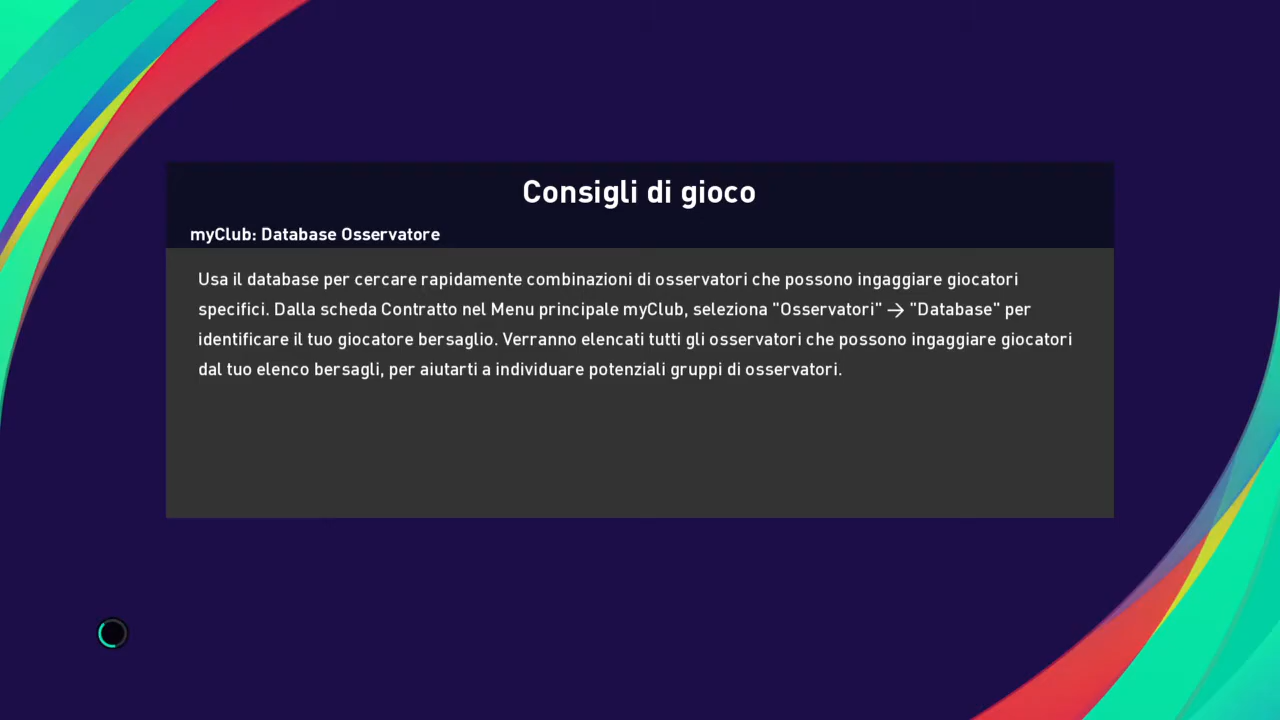 Consigli di gioco
myClub: Database Osservatore
Usa il database per cercare rapidamente combinazioni di osservatori che possono ingaggiare giocatori
specifici. Dalla scheda Contratto nel Menu principale myClub, seleziona "Osservatori" → "Database" per
identificare il tuo giocatore bersaglio. Verranno elencati tutti gli osservatori che possono ingaggiare giocatori
dal tuo elenco bersagli, per aiutarti a individuare potenziali gruppi di osservatori.